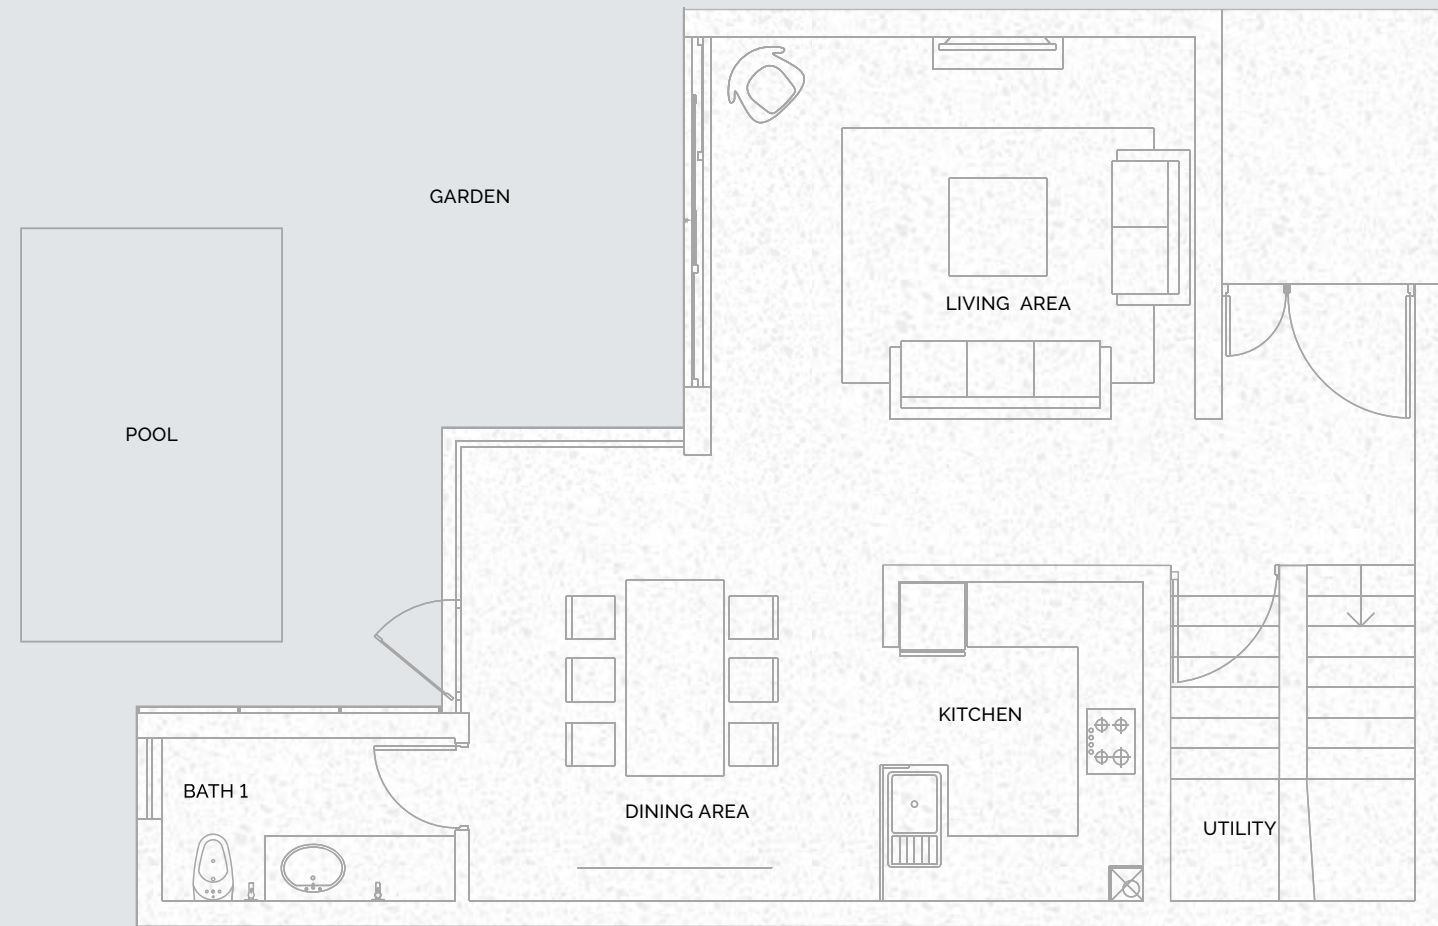 GARDEN
LIVING AREA
POOL
KITCHEN
BATH 1
DINING AREA
UTILITY